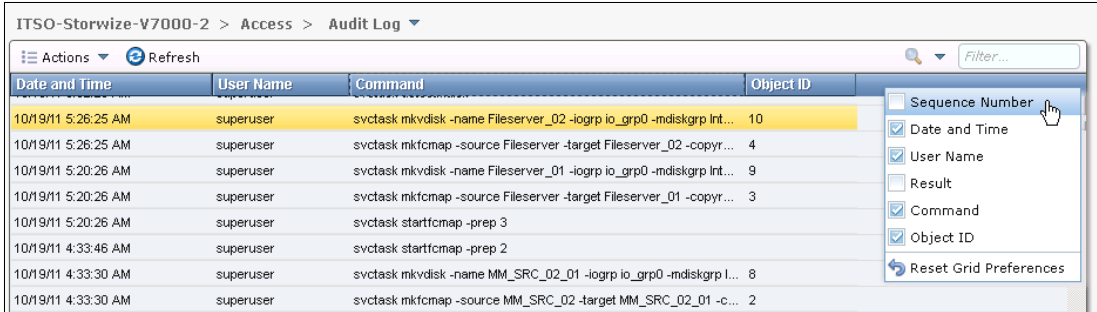 ITSO-Storwize-V7000-2 > Access > Audit Log
Actions Refresh Filter...
Date and Time User Name Command Object ID
10/19/11 5:26:25 AM superuser svctask mkvdisk -name Fileserver_02 -iogrp io_grp0 -mdiskgrp Int... 10
10/19/11 5:26:25 AM superuser svctask mkfcmap -source Fileserver -target Fileserver_02 -copyr... 4
10/19/11 5:20:26 AM superuser svctask mkvdisk -name Fileserver_01 -iogrp io_grp0 -mdiskgrp Int... 9
10/19/11 5:20:26 AM superuser svctask mkfcmap -source Fileserver -target Fileserver_01 -copyr... 3
10/19/11 5:20:26 AM superuser svctask startfcmap -prep 3
10/19/11 4:33:46 AM superuser svctask startfcmap -prep 2
10/19/11 4:33:30 AM superuser svctask mkvdisk -name MM_SRC_02_01 -iogrp io_grp0 -mdiskgrp I... 8
10/19/11 4:33:30 AM superuser svctask mkfcmap -source MM_SRC_02 -target MM_SRC_02_01 -c... 2
Sequence Number
Date and Time
User Name
Result
Command
Object ID
Reset Grid Preferences